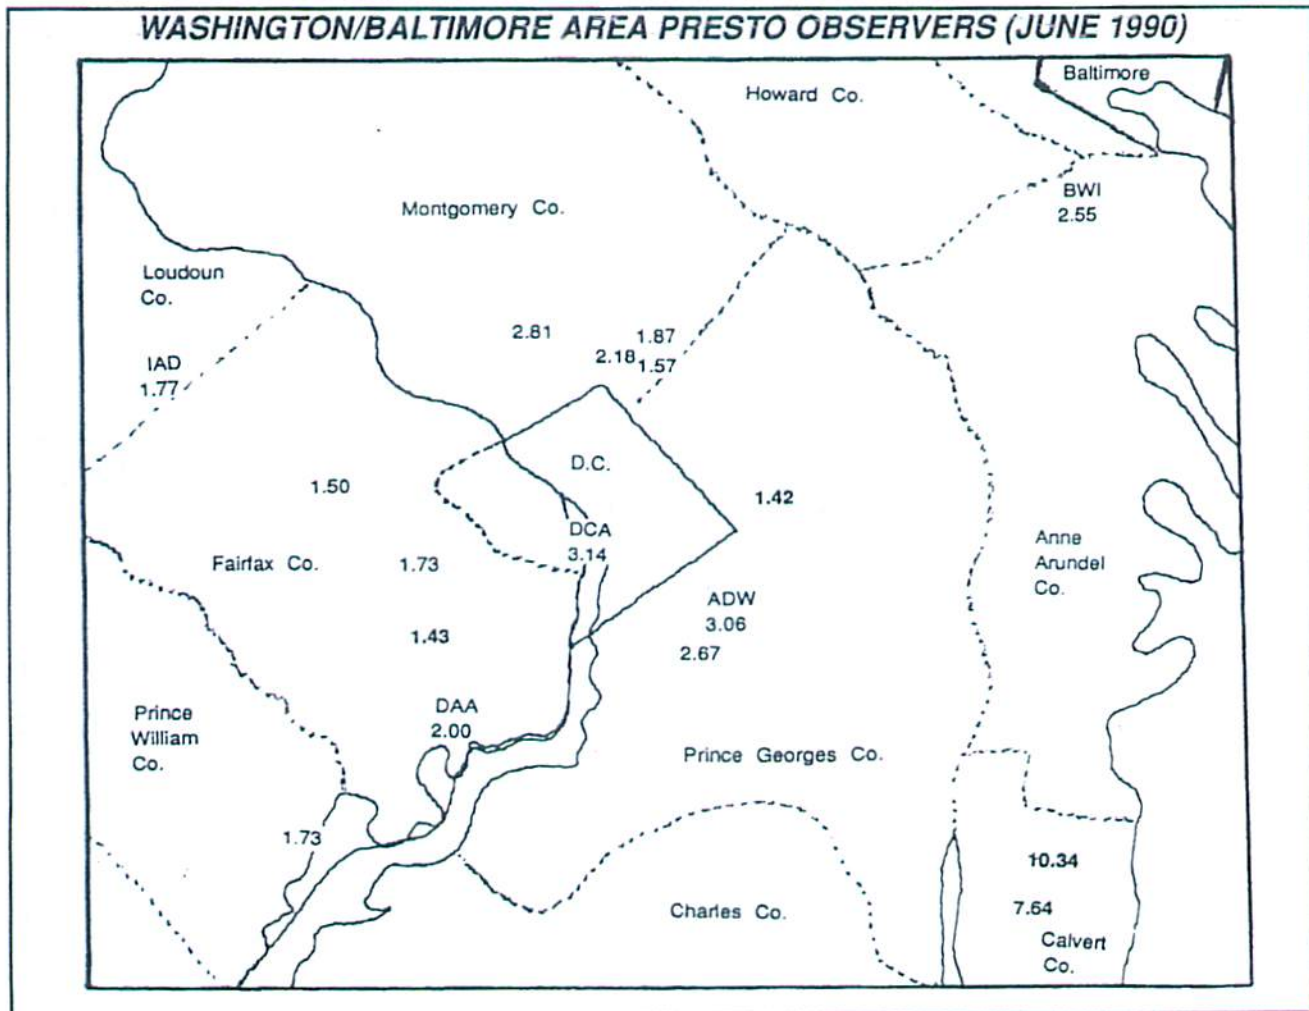 WASHINGTON/BALTIMORE AREA PRESTO OBSERVERS (JUNE 1990)
Baltimore
Howard Co.
BWI
2.55
Montgomery Co.
Loudoun
Co.
2.81
1.87
2.18
1.57
IAD
1.77
D.C.
1.50
1.42
DCA
3.14
Anne
Arundel
Co.
Fairfax Co.
1.73
ADW
3.06
1.43
2.67
DAA
2.00
Prince
William
Co.
Prince Georges Co.
1.73
10.34
7.64
Charles Co.
Calvert
Co.